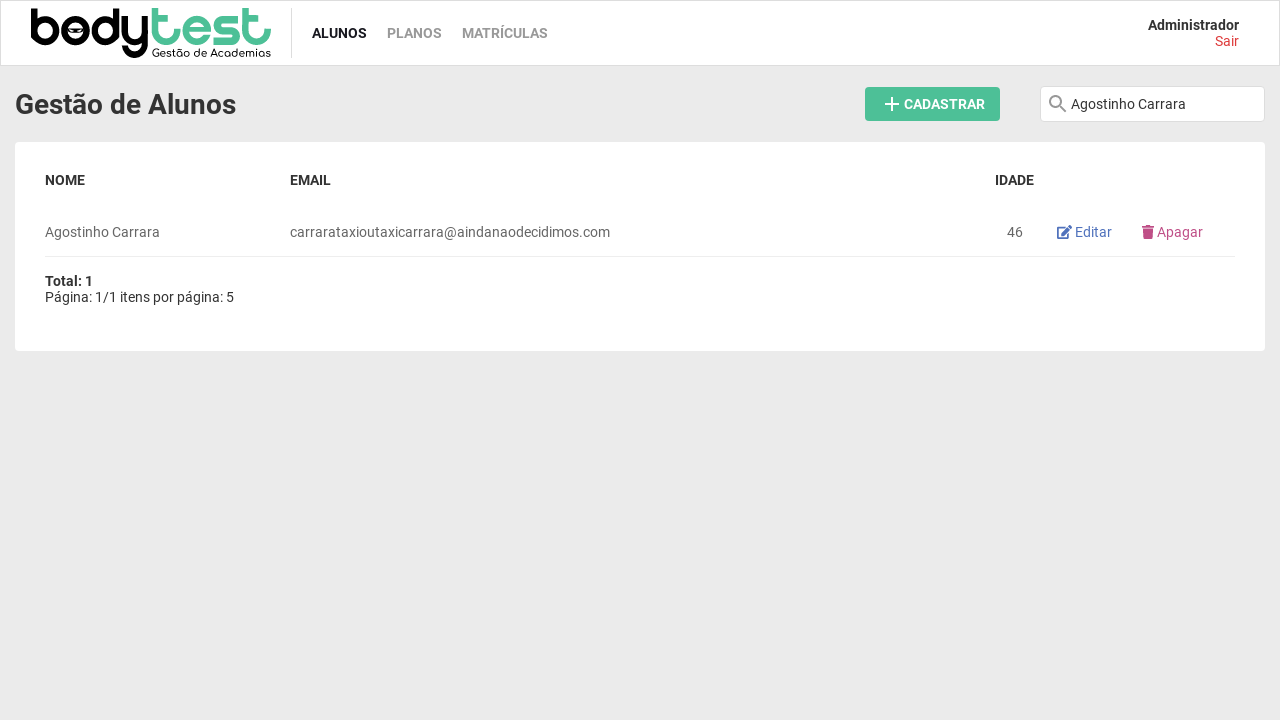 bodytest
Gestão de Academias
ALUNOS PLANOS MATRÍCULAS
Administrador
Sair
Gestão de Alunos
CADASTRAR
Agostinho Carrara
NOME EMAIL IDADE
Agostinho Carrara carrarataxioutaxicarrara@aindanaodecidimos.com 46 Editar Apagar
Total: 1
Página: 1/1 itens por página: 5